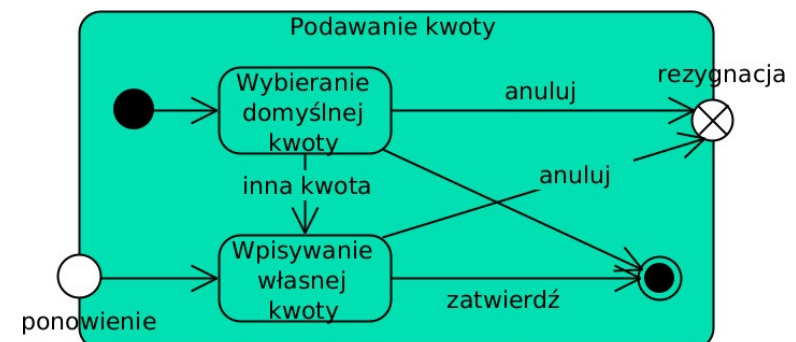 Podawanie kwoty
rezygnacja
Wybieranie
domyślnej
kwoty
anuluj
inna kwota
anuluj
Wpisywanie
własnej
kwoty
zatwierdź
ponowienie